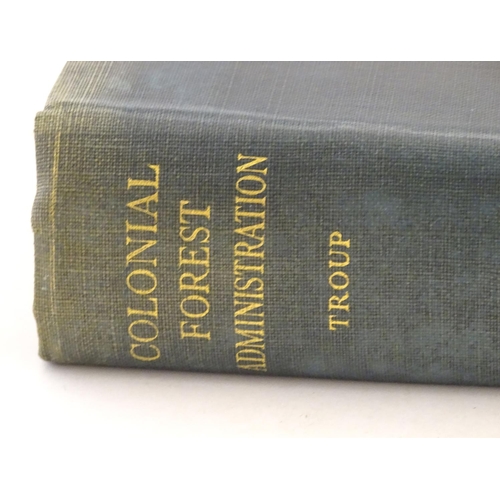 COLONIAL
FOREST
ADMINISTRATION
TROUP